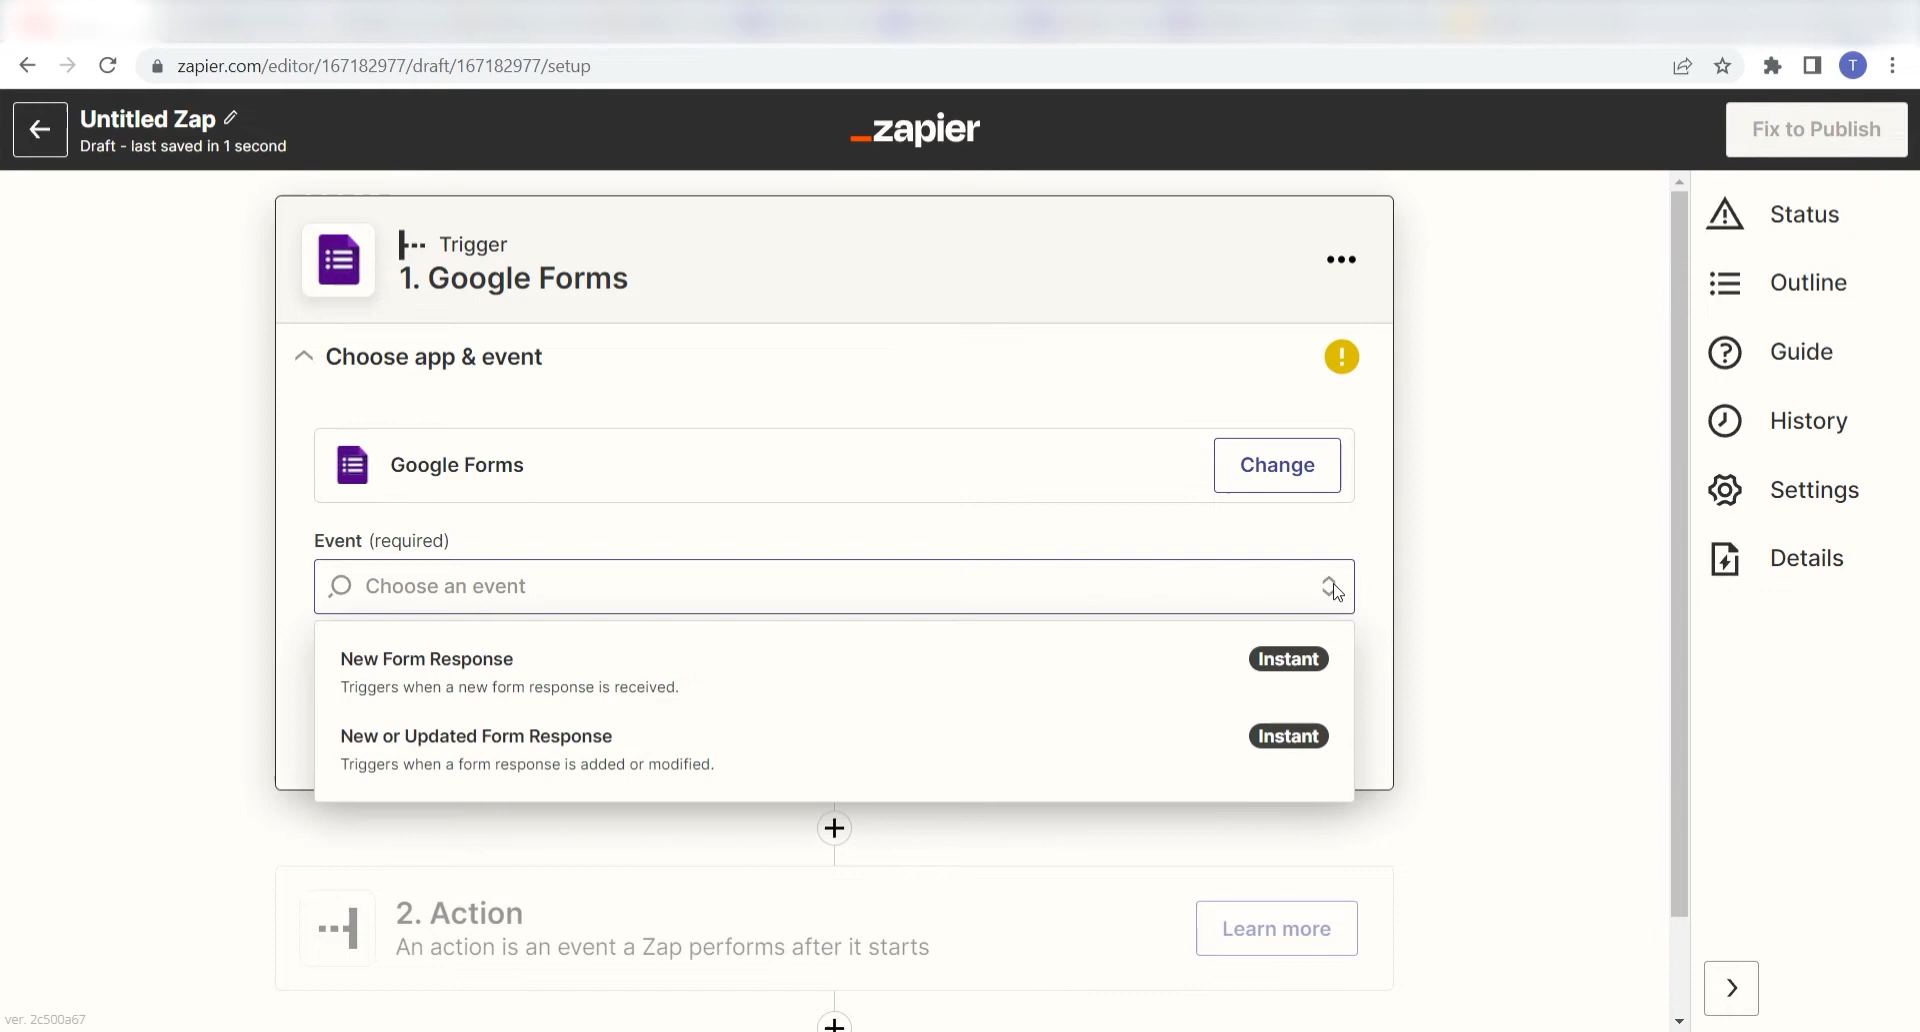 zapier.com/editor/167182977/draft/167182977/setup
T
Untitled Zap
Draft - last saved in 1 second
_zapier
Fix to Publish
Trigger
1. Google Forms
Choose app & event
Google Forms
Change
Event (required)
Choose an event
New Form Response
Instant
Triggers when a new form response is received.
New or Updated Form Response
Instant
Triggers when a form response is added or modified.
2. Action
An action is an event a Zap performs after it starts
Learn more
Status
Outline
Guide
History
Settings
Details
ver. 2c500a67